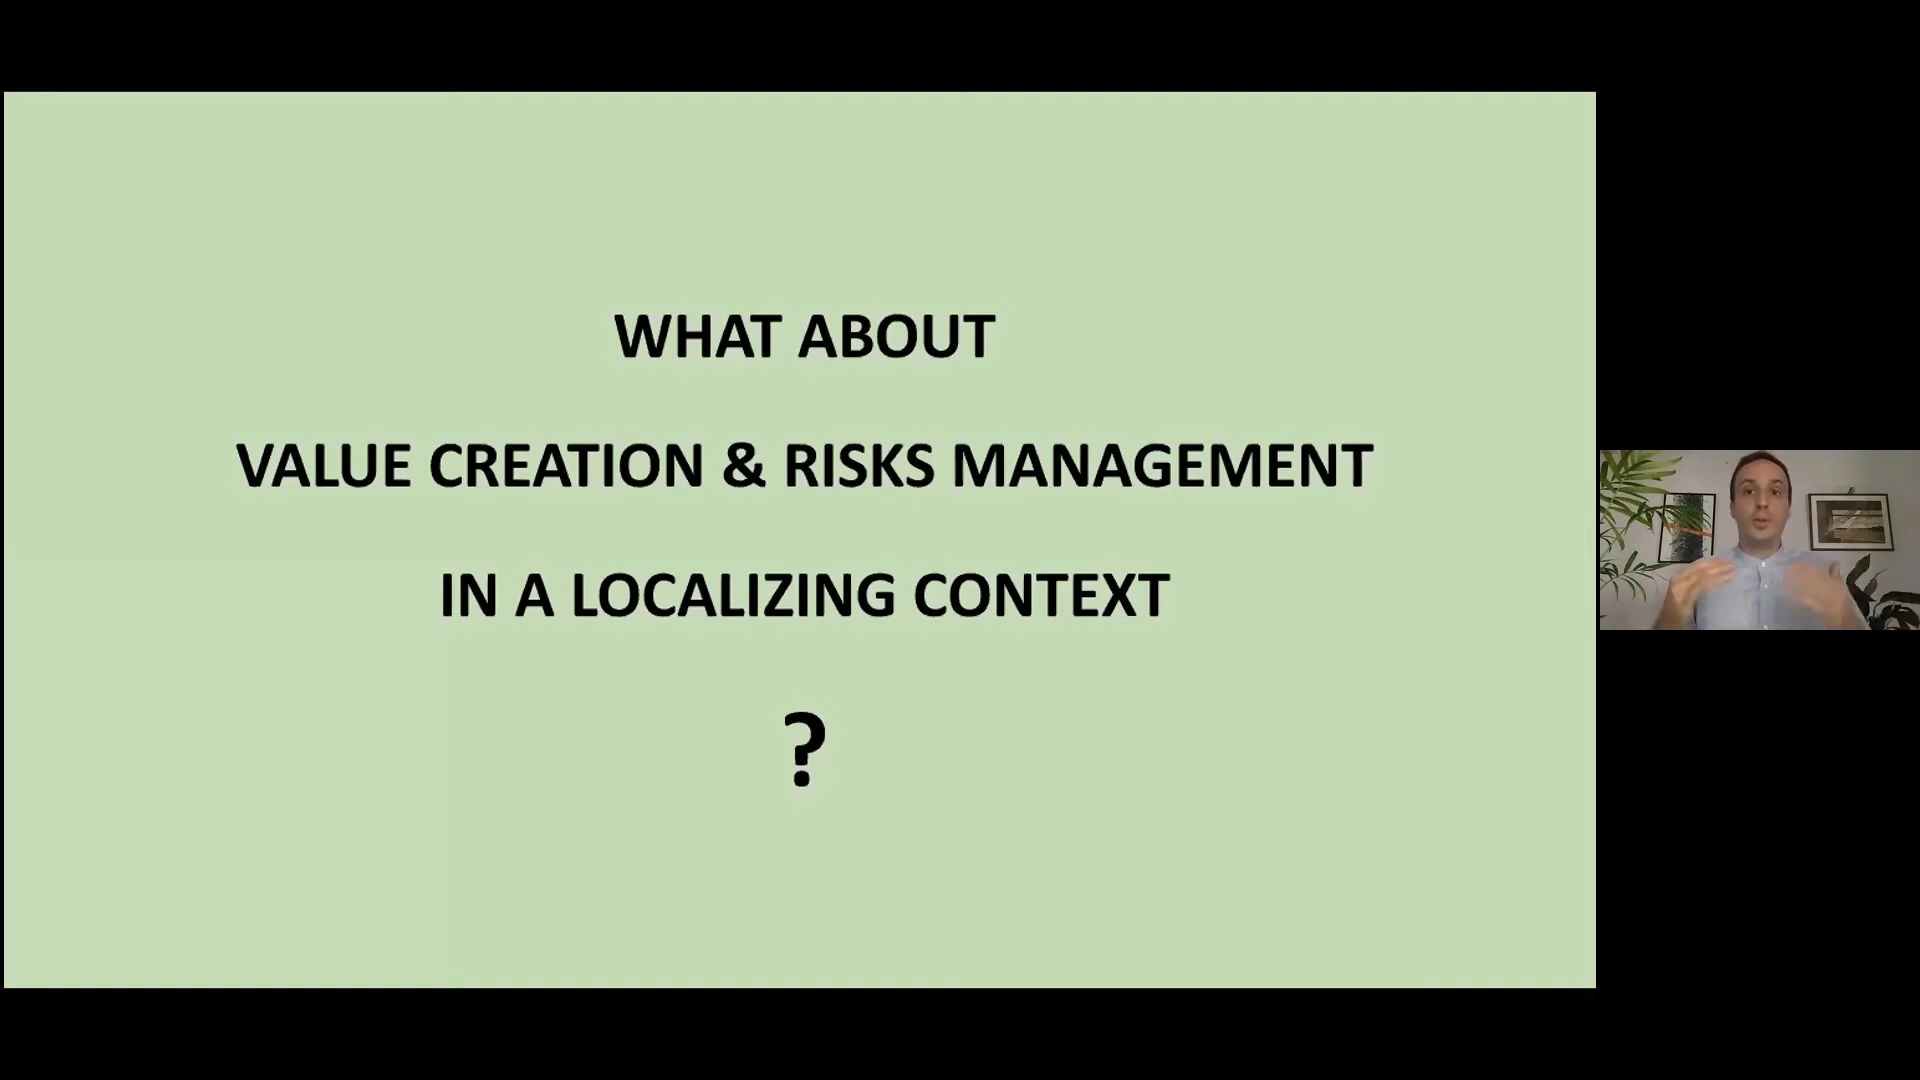 WHAT ABOUT
VALUE CREATION & RISKS MANAGEMENT
IN A LOCALIZING CONTEXT
?